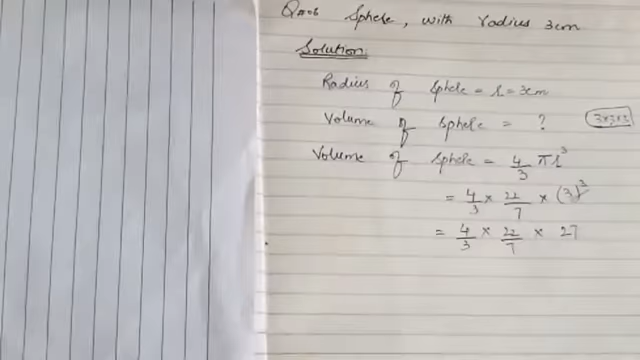 Q no6 Sphere, with radius 3cm
Solution
Radius of Sphere = r = 3cm
Volume of Sphere = ? 3×3×3
Volume of Sphere = 4/3 πr³
= 4/3 × 22/7 × (3)³
= 4/3 × 22/7 × 27